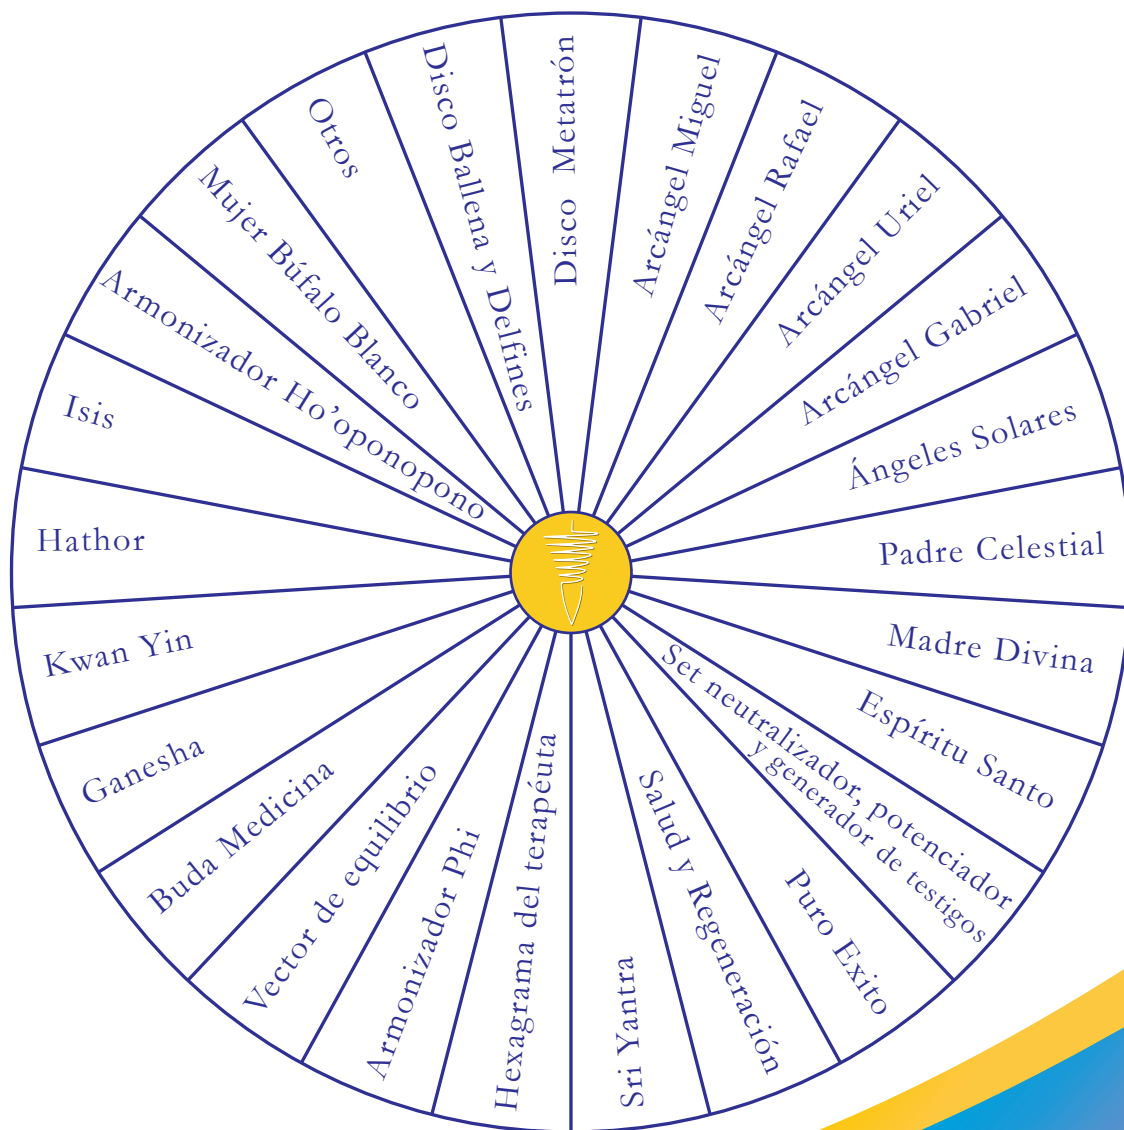 Disco Metatrón
Arcángel Miguel
Arcángel Rafael
Arcángel Uriel
Arcángel Gabriel
Ángeles Solares
Padre Celestial
Madre Divina
Espíritu Santo
Set neutralizador, potenciador
y generador de testigos
Puro Exito
Salud y Regeneración
Sri Yantra
Hexagrama del terapéuta
Armonizador Phi
Vector de equilibrio
Buda Medicina
Ganesha
Kwan Yin
Hathor
Isis
Armonizador Ho’oponopono
Mujer Búfalo Blanco
Otros
Disco Ballena y Delfines